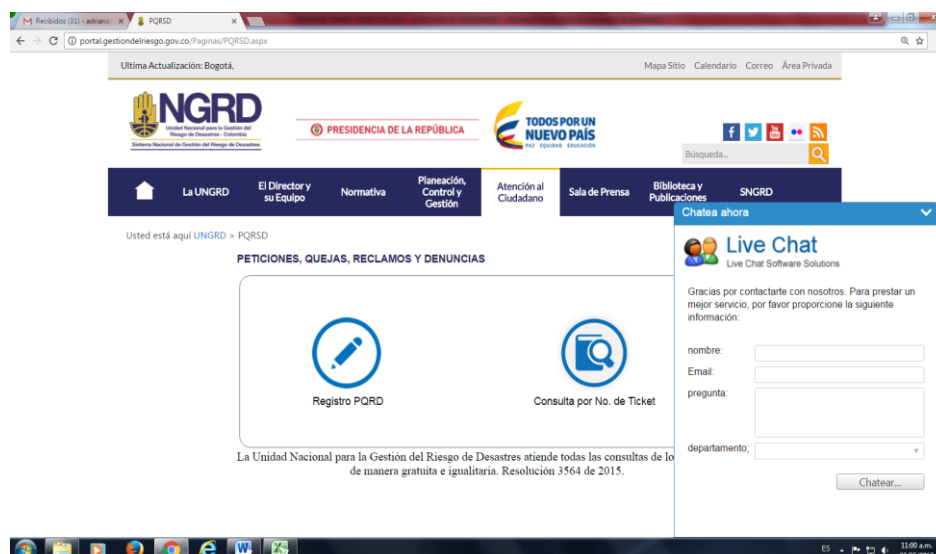 Recibidos (31) - adriana
PQRSD
portal.gestiondelriesgo.gov.co/Paginas/PQRSD.aspx
Ultima Actualización: Bogotá,
Mapa Sitio Calendario Correo Área Privada
NGRD
Unidad Nacional para la Gestión del
Riesgo de Desastres - Colombia
Sistema Nacional de Gestión del Riesgo de Desastres
PRESIDENCIA DE LA REPÚBLICA
TODOS POR UN
NUEVO PAÍS
PAZ EQUIDAD EDUCACIÓN
Búsqueda...
La UNGRD
El Director y
su Equipo
Normativa
Planeación,
Control y
Gestión
Atención al
Ciudadano
Sala de Prensa
Biblioteca y
Publicaciones
SNGRD
Usted está aquí UNGRD > PQRSD
PETICIONES, QUEJAS, RECLAMOS Y DENUNCIAS
Registro PQRD
Consulta por No. de Ticket
La Unidad Nacional para la Gestión del Riesgo de Desastres atiende todas las consultas de lo
de manera gratuita e igualitaria. Resolución 3564 de 2015.
Chatea ahora
Live Chat
Live Chat Software Solutions
Gracias por contactarte con nosotros. Para prestar un
mejor servicio, por favor proporcione la siguiente
información:
nombre:
Email:
pregunta:
departamento:
Chatear...
ES
11:00 a.m.